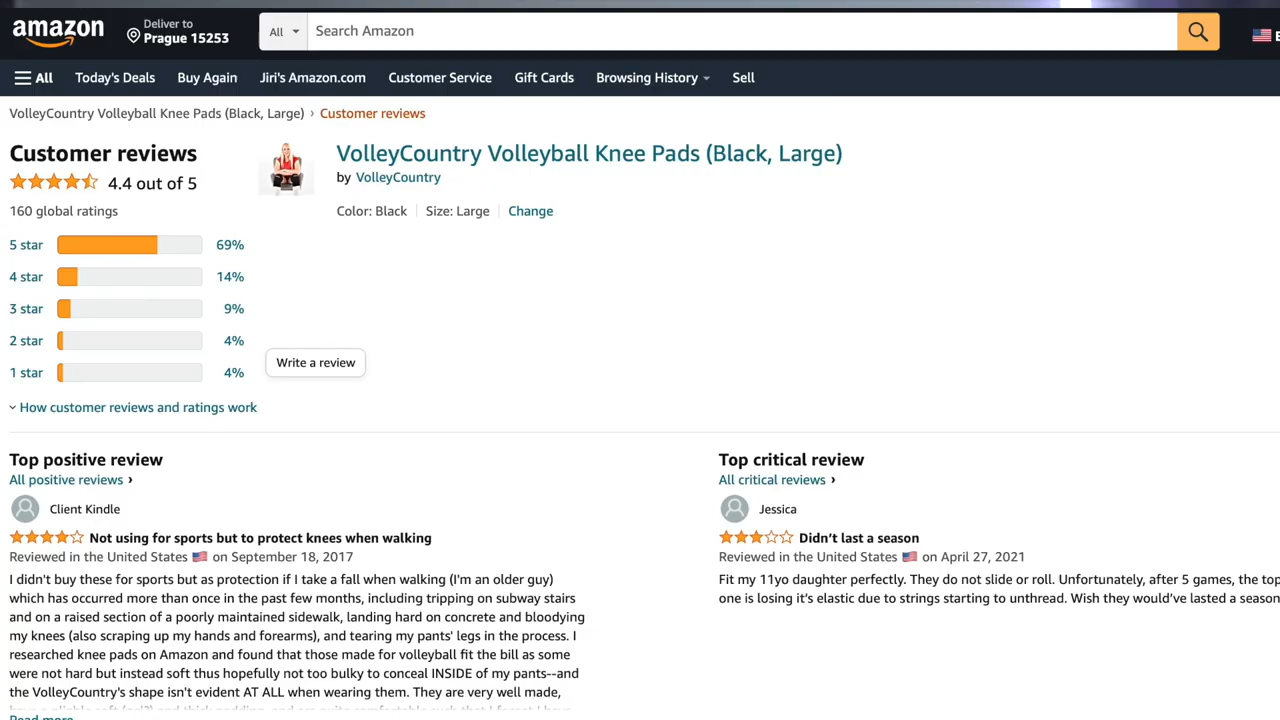 amazon
Deliver to
Prague 15253
All
Search Amazon
All
Today's Deals
Buy Again
Jiri's Amazon.com
Customer Service
Gift Cards
Browsing History
Sell
VolleyCountry Volleyball Knee Pads (Black, Large) › Customer reviews
Customer reviews
4.4 out of 5
160 global ratings
5 star 69%
4 star 14%
3 star 9%
2 star 4%
1 star 4%
How customer reviews and ratings work
VolleyCountry Volleyball Knee Pads (Black, Large)
by VolleyCountry
Color: Black | Size: Large | Change
Write a review
Top positive review
All positive reviews ›
Client Kindle
Not using for sports but to protect knees when walking
Reviewed in the United States on September 18, 2017
I didn't buy these for sports but as protection if I take a fall when walking (I'm an older guy)
which has occurred more than once in the past few months, including tripping on subway stairs
and on a raised section of a poorly maintained sidewalk, landing hard on concrete and bloodying
my knees (also scraping up my hands and forearms), and tearing my pants' legs in the process. I
researched knee pads on Amazon and found that those made for volleyball fit the bill as some
were not hard but instead soft thus hopefully not too bulky to conceal INSIDE of my pants--and
the VolleyCountry's shape isn't evident AT ALL when wearing them. They are very well made,
Read more
Top critical review
All critical reviews ›
Jessica
Didn’t last a season
Reviewed in the United States on April 27, 2021
Fit my 11yo daughter perfectly. They do not slide or roll. Unfortunately, after 5 games, the top
one is losing it’s elastic due to strings starting to unthread. Wish they would’ve lasted a season